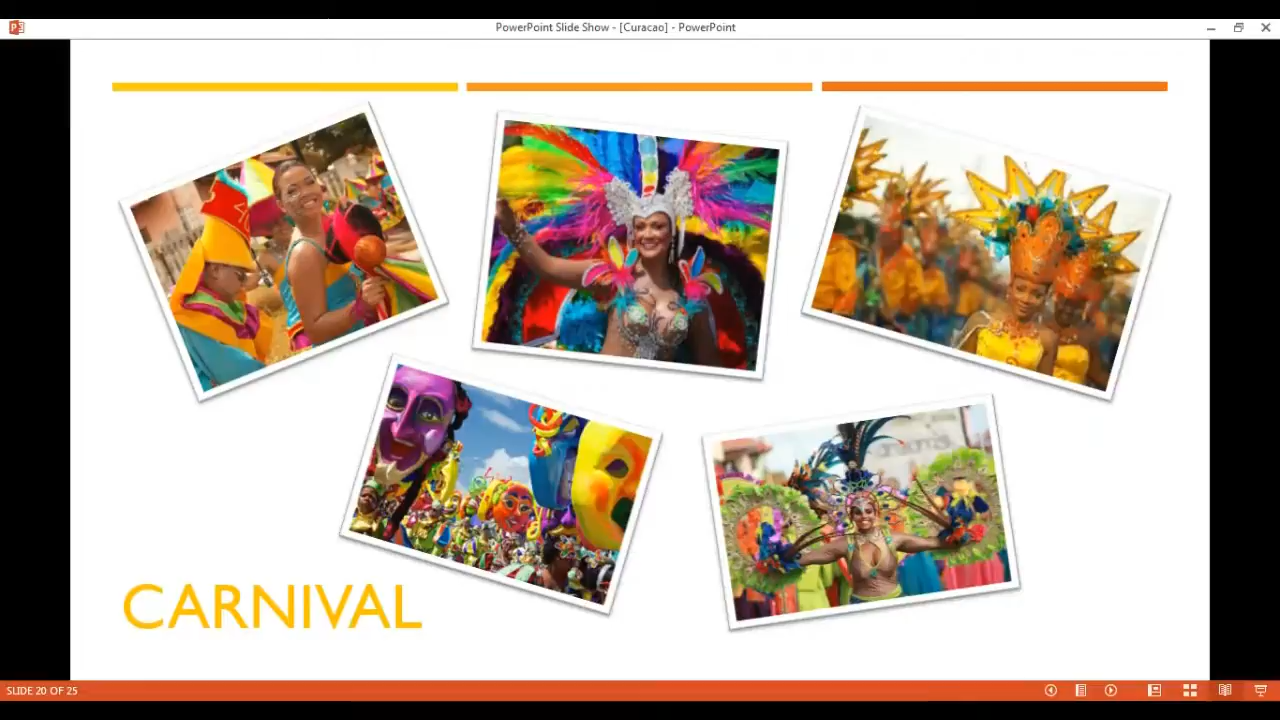 PowerPoint Slide Show - [Curacao] - PowerPoint
CARNIVAL
SLIDE 20 OF 25